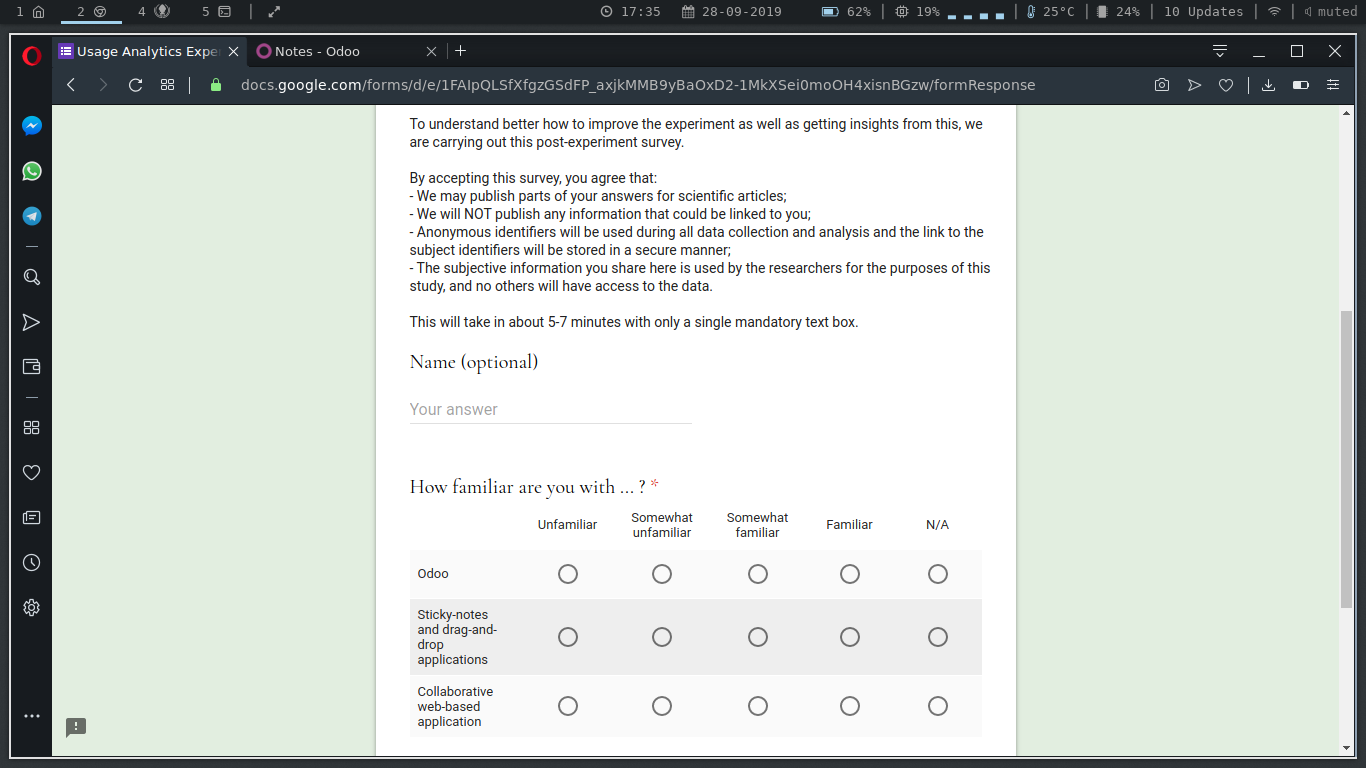 1 2 4 5 17:35 28-09-2019 62% 19% 25°C 24% 10 Updates muted
Usage Analytics Expe Notes - Odoo
docs.google.com/forms/d/e/1FAIpQLSfXfgzGSdFP_axjkMMB9yBaOxD2-1MkXSei0moOH4xisnBGzw/formResponse
To understand better how to improve the experiment as well as getting insights from this, we
are carrying out this post-experiment survey.
By accepting this survey, you agree that:
- We may publish parts of your answers for scientific articles;
- We will NOT publish any information that could be linked to you;
- Anonymous identifiers will be used during all data collection and analysis and the link to the
subject identifiers will be stored in a secure manner;
- The subjective information you share here is used by the researchers for the purposes of this
study, and no others will have access to the data.
This will take in about 5-7 minutes with only a single mandatory text box.
Name (optional)
Your answer
How familiar are you with ... ? *
Unfamiliar Somewhat unfamiliar Somewhat familiar Familiar N/A
Odoo
Sticky-notes
and drag-and-
drop
applications
Collaborative
web-based
application